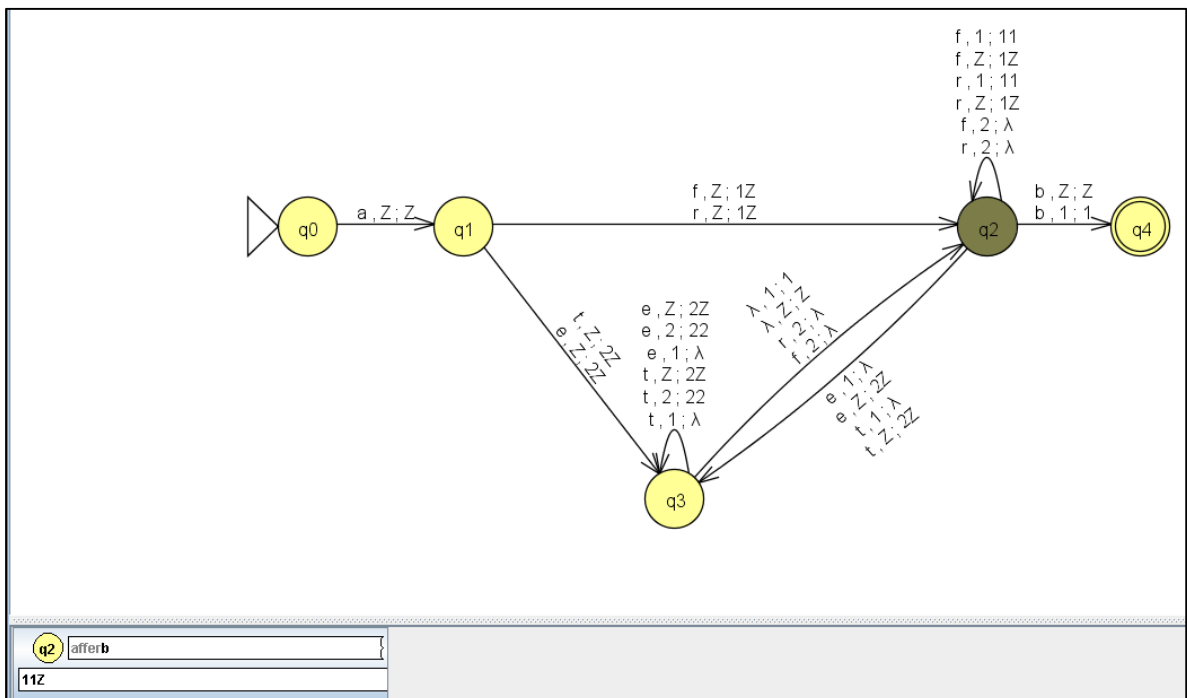 f , 1 ; 11
f , Z ; 1Z
r , 1 ; 11
r , Z ; 1Z
f , 2 ; λ
r , 2 ; λ
q0
a , Z ; Z
q1
f , Z ; 1Z
r , Z ; 1Z
q2
b , Z ; Z
b , 1 ; 1
q4
t , Z ; 2Z
e , Z ; 2Z
e , Z ; 2Z
e , 2 ; 22
e , 1 ; λ
t , Z ; 2Z
t , 2 ; 22
t , 1 ; λ
λ , 1 ; 1
λ , Z ; Z
r , 2 ; λ
f , 2 ; λ
e , 1 ; λ
e , Z ; 2Z
t , 1 ; λ
t , Z ; 2Z
q3
q2
afferb
11Z